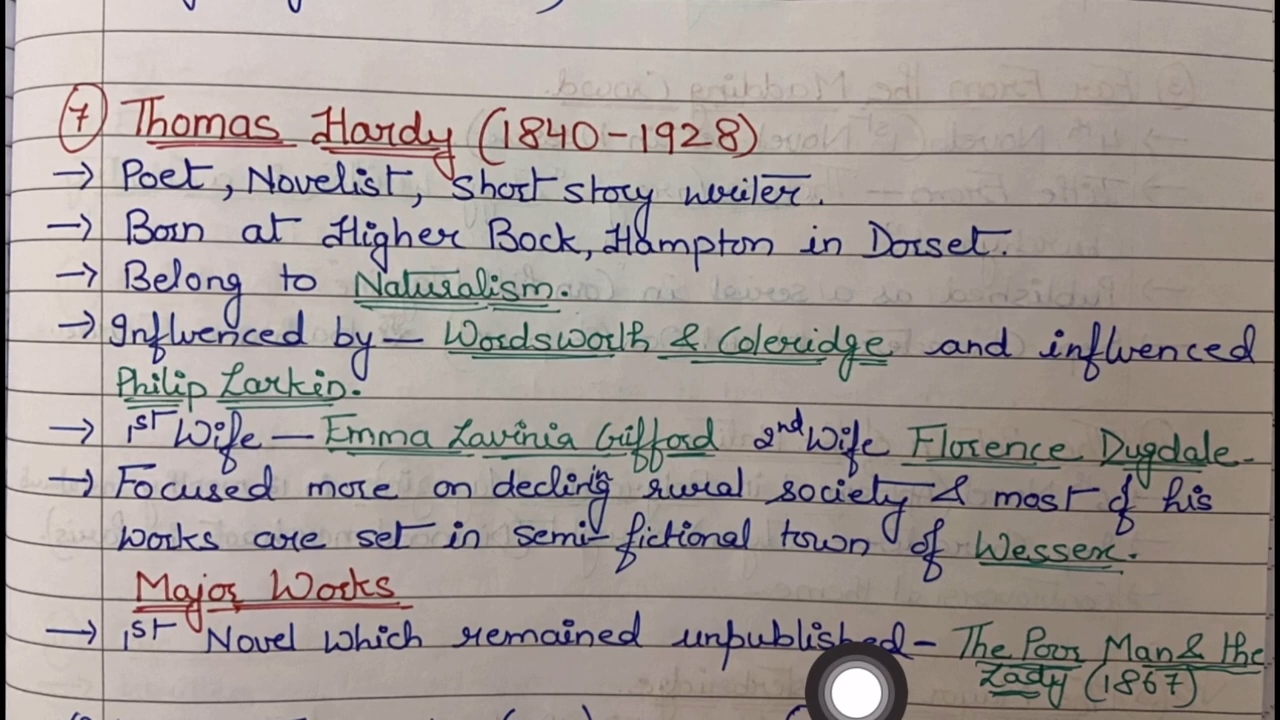 7 Thomas Hardy (1840-1928)
→ Poet, Novelist, Short story writer.
→ Born at Higher Bock, Hampton in Dorset.
→ Belong to Naturalism.
→ Influenced by — Wordsworth & Coleridge and influenced
Philip Larkin.
→ 1st Wife — Emma Lavinia Gifford 2nd Wife Florence Dugdale.
→ Focused more on declinig rural society & most of his
works are set in semi-fictional town of Wessex.
Major Works
→ 1st Novel which remained unpublished - The Poor Man & the
Lady (1867)